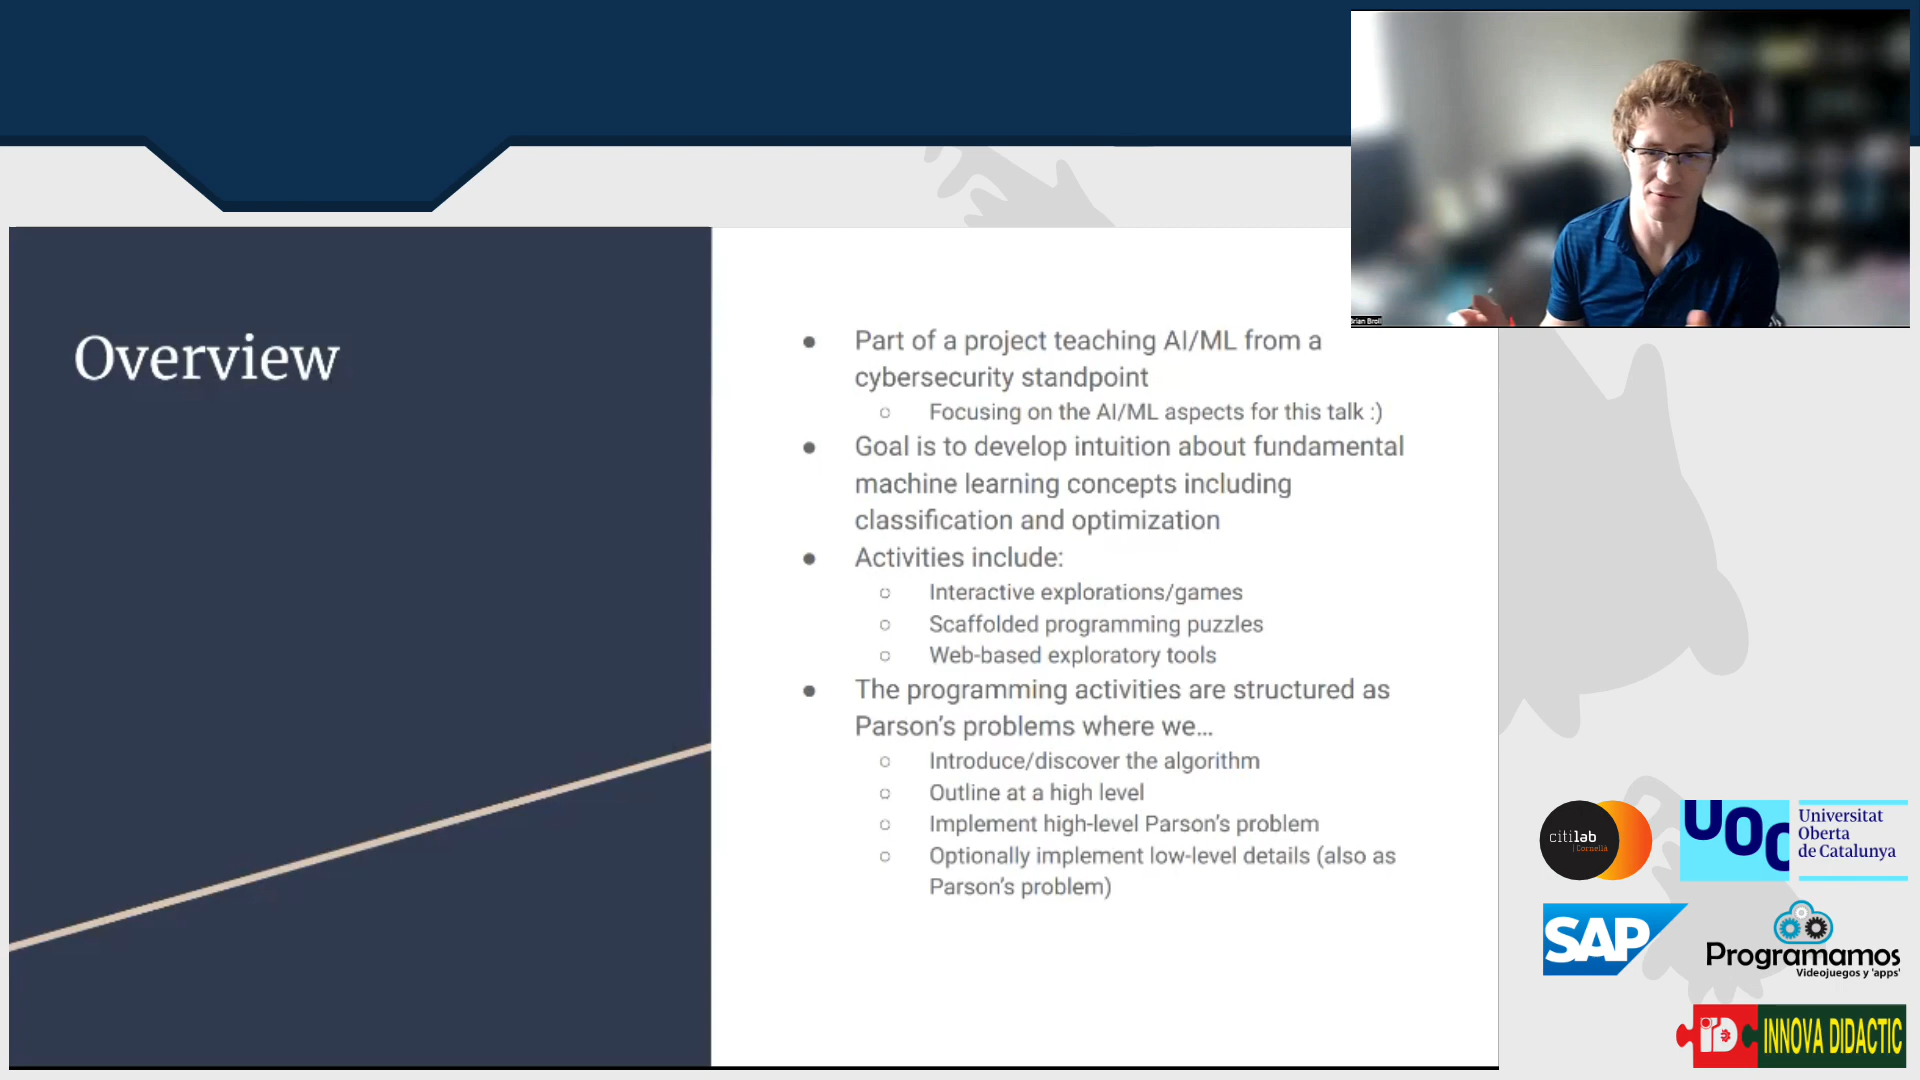 Brian Broll
Overview
● Part of a project teaching AI/ML from a
cybersecurity standpoint
○ Focusing on the AI/ML aspects for this talk :)
● Goal is to develop intuition about fundamental
machine learning concepts including
classification and optimization
● Activities include:
○ Interactive explorations/games
○ Scaffolded programming puzzles
○ Web-based exploratory tools
● The programming activities are structured as
Parson’s problems where we...
○ Introduce/discover the algorithm
○ Outline at a high level
○ Implement high-level Parson’s problem
○ Optionally implement low-level details (also as
Parson’s problem)
citilab
Cornellà
UOC
Universitat
Oberta
de Catalunya
SAP
Programamos
Videojuegos y 'apps'
iD
INNOVA DIDACTIC